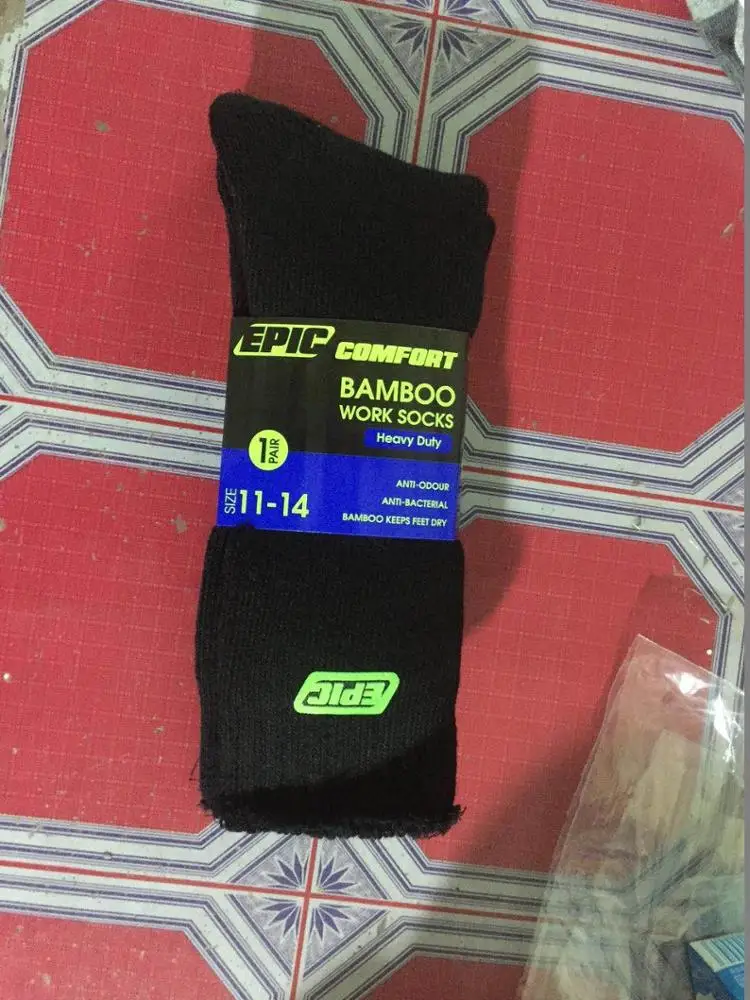 EPIC COMFORT
BAMBOO
WORK SOCKS
Heavy Duty
1 PAIR
SIZE 11-14
ANTI-ODOUR
ANTI-BACTERIAL
BAMBOO KEEPS FEET DRY
EPIC